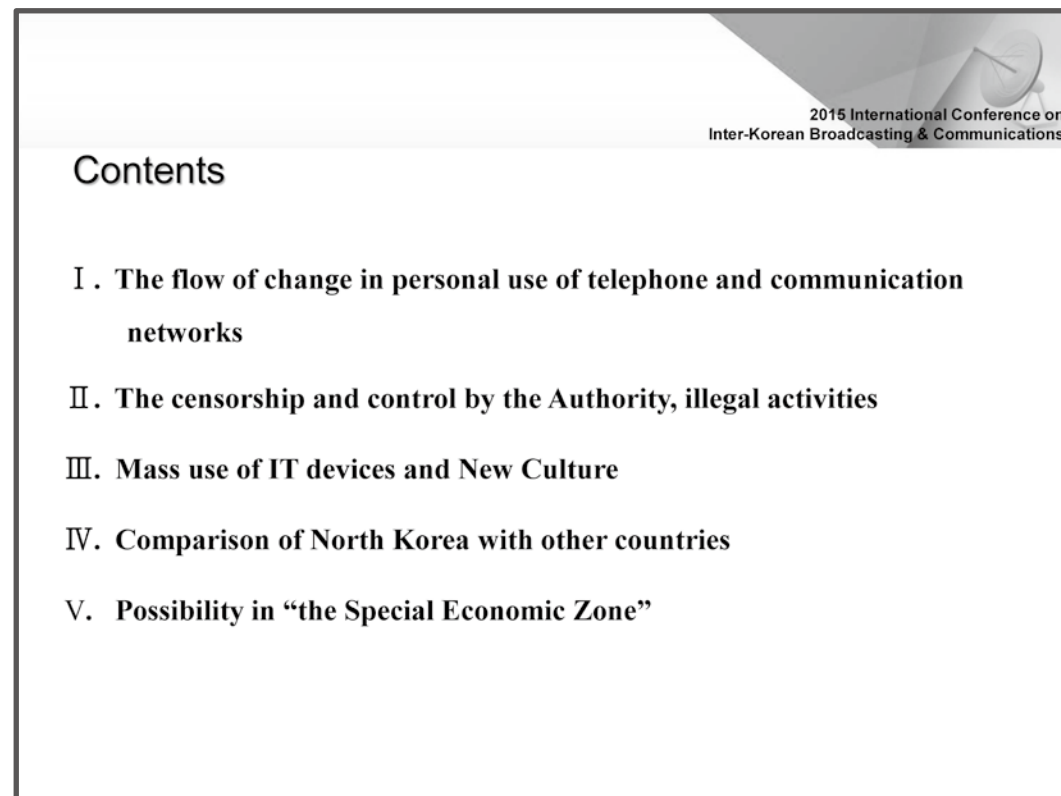 2015 International Conference on
Inter-Korean Broadcasting & Communications
Contents
Ⅰ. The flow of change in personal use of telephone and communication
networks
Ⅱ. The censorship and control by the Authority, illegal activities
Ⅲ. Mass use of IT devices and New Culture
Ⅳ. Comparison of North Korea with other countries
Ⅴ. Possibility in “the Special Economic Zone”